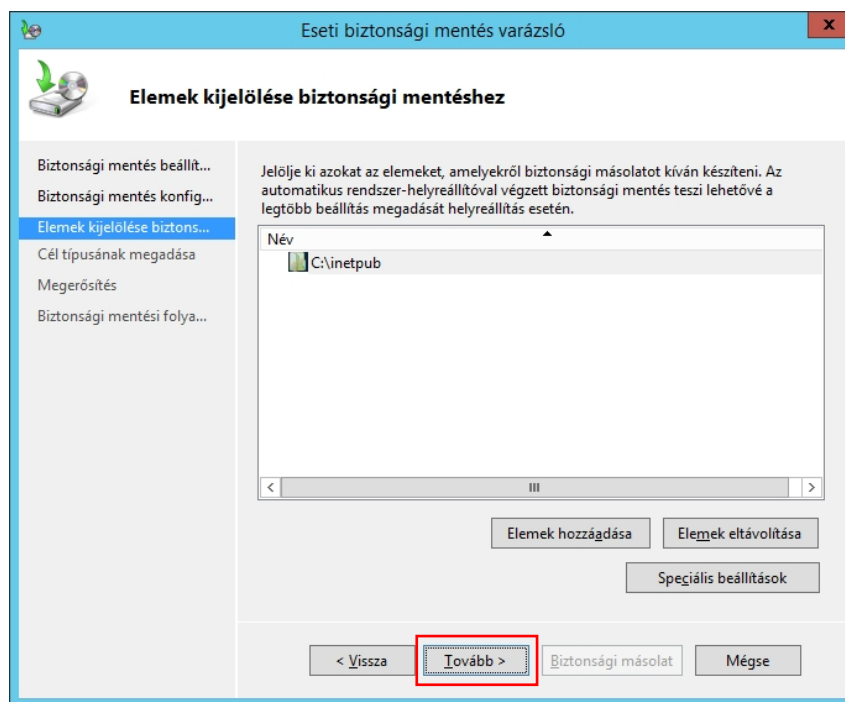 Eseti biztonsági mentés varázsló
x
Elemek kijelölése biztonsági mentéshez
Biztonsági mentés beállít...
Biztonsági mentés konfig...
Elemek kijelölése biztons...
Cél típusának megadása
Megerősítés
Biztonsági mentési folya...
Jelölje ki azokat az elemeket, amelyekről biztonsági másolatot kíván készíteni. Az
automatikus rendszer-helyreállítóval végzett biztonsági mentés teszi lehetővé a
legtöbb beállítás megadását helyreállítás esetén.
Név
C:\inetpub
Elemek hozzáadása
Elemek eltávolítása
Speciális beállítások
< Vissza
Tovább >
Biztonsági másolat
Mégse